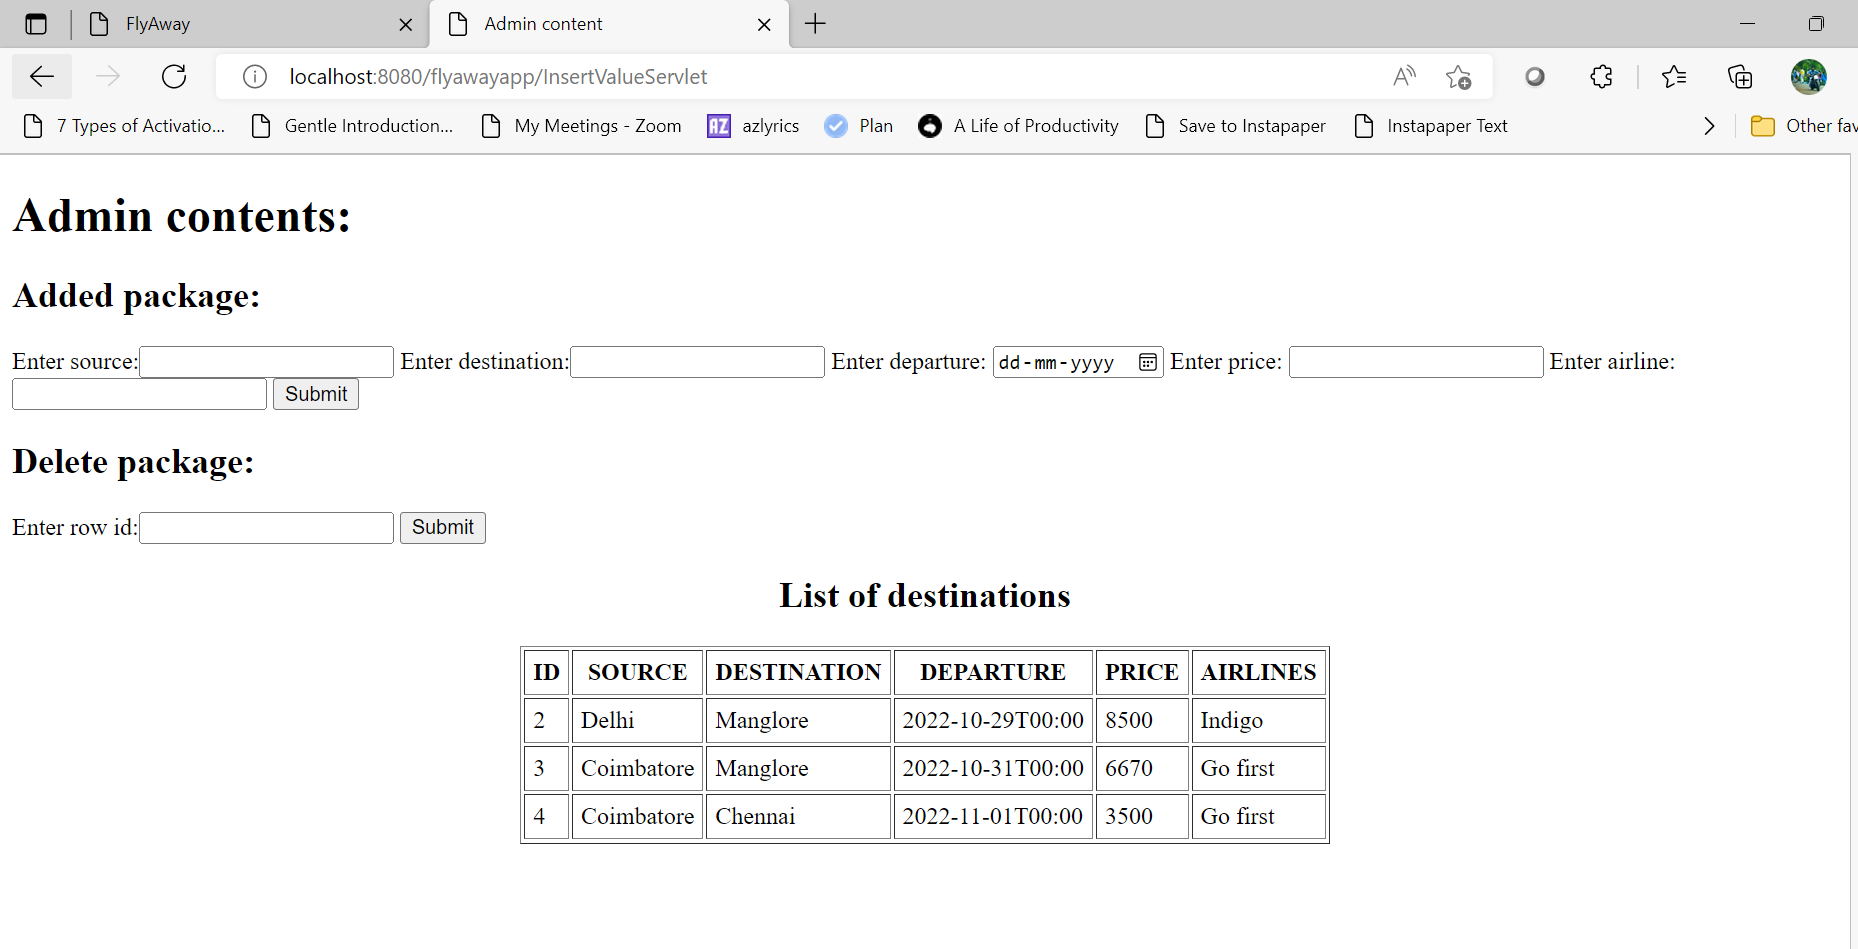 FlyAway
Admin content
localhost:8080/flyawayapp/InsertValueServlet
7 Types of Activatio... Gentle Introduction... My Meetings - Zoom AZ azlyrics Plan A Life of Productivity Save to Instapaper Instapaper Text Other fav
Admin contents:
Added package:
Enter source: Enter destination: Enter departure: dd-mm-yyyy Enter price: Enter airline:
Submit
Delete package:
Enter row id: Submit
List of destinations
ID SOURCE DESTINATION DEPARTURE PRICE AIRLINES
2 Delhi Manglore 2022-10-29T00:00 8500 Indigo
3 Coimbatore Manglore 2022-10-31T00:00 6670 Go first
4 Coimbatore Chennai 2022-11-01T00:00 3500 Go first